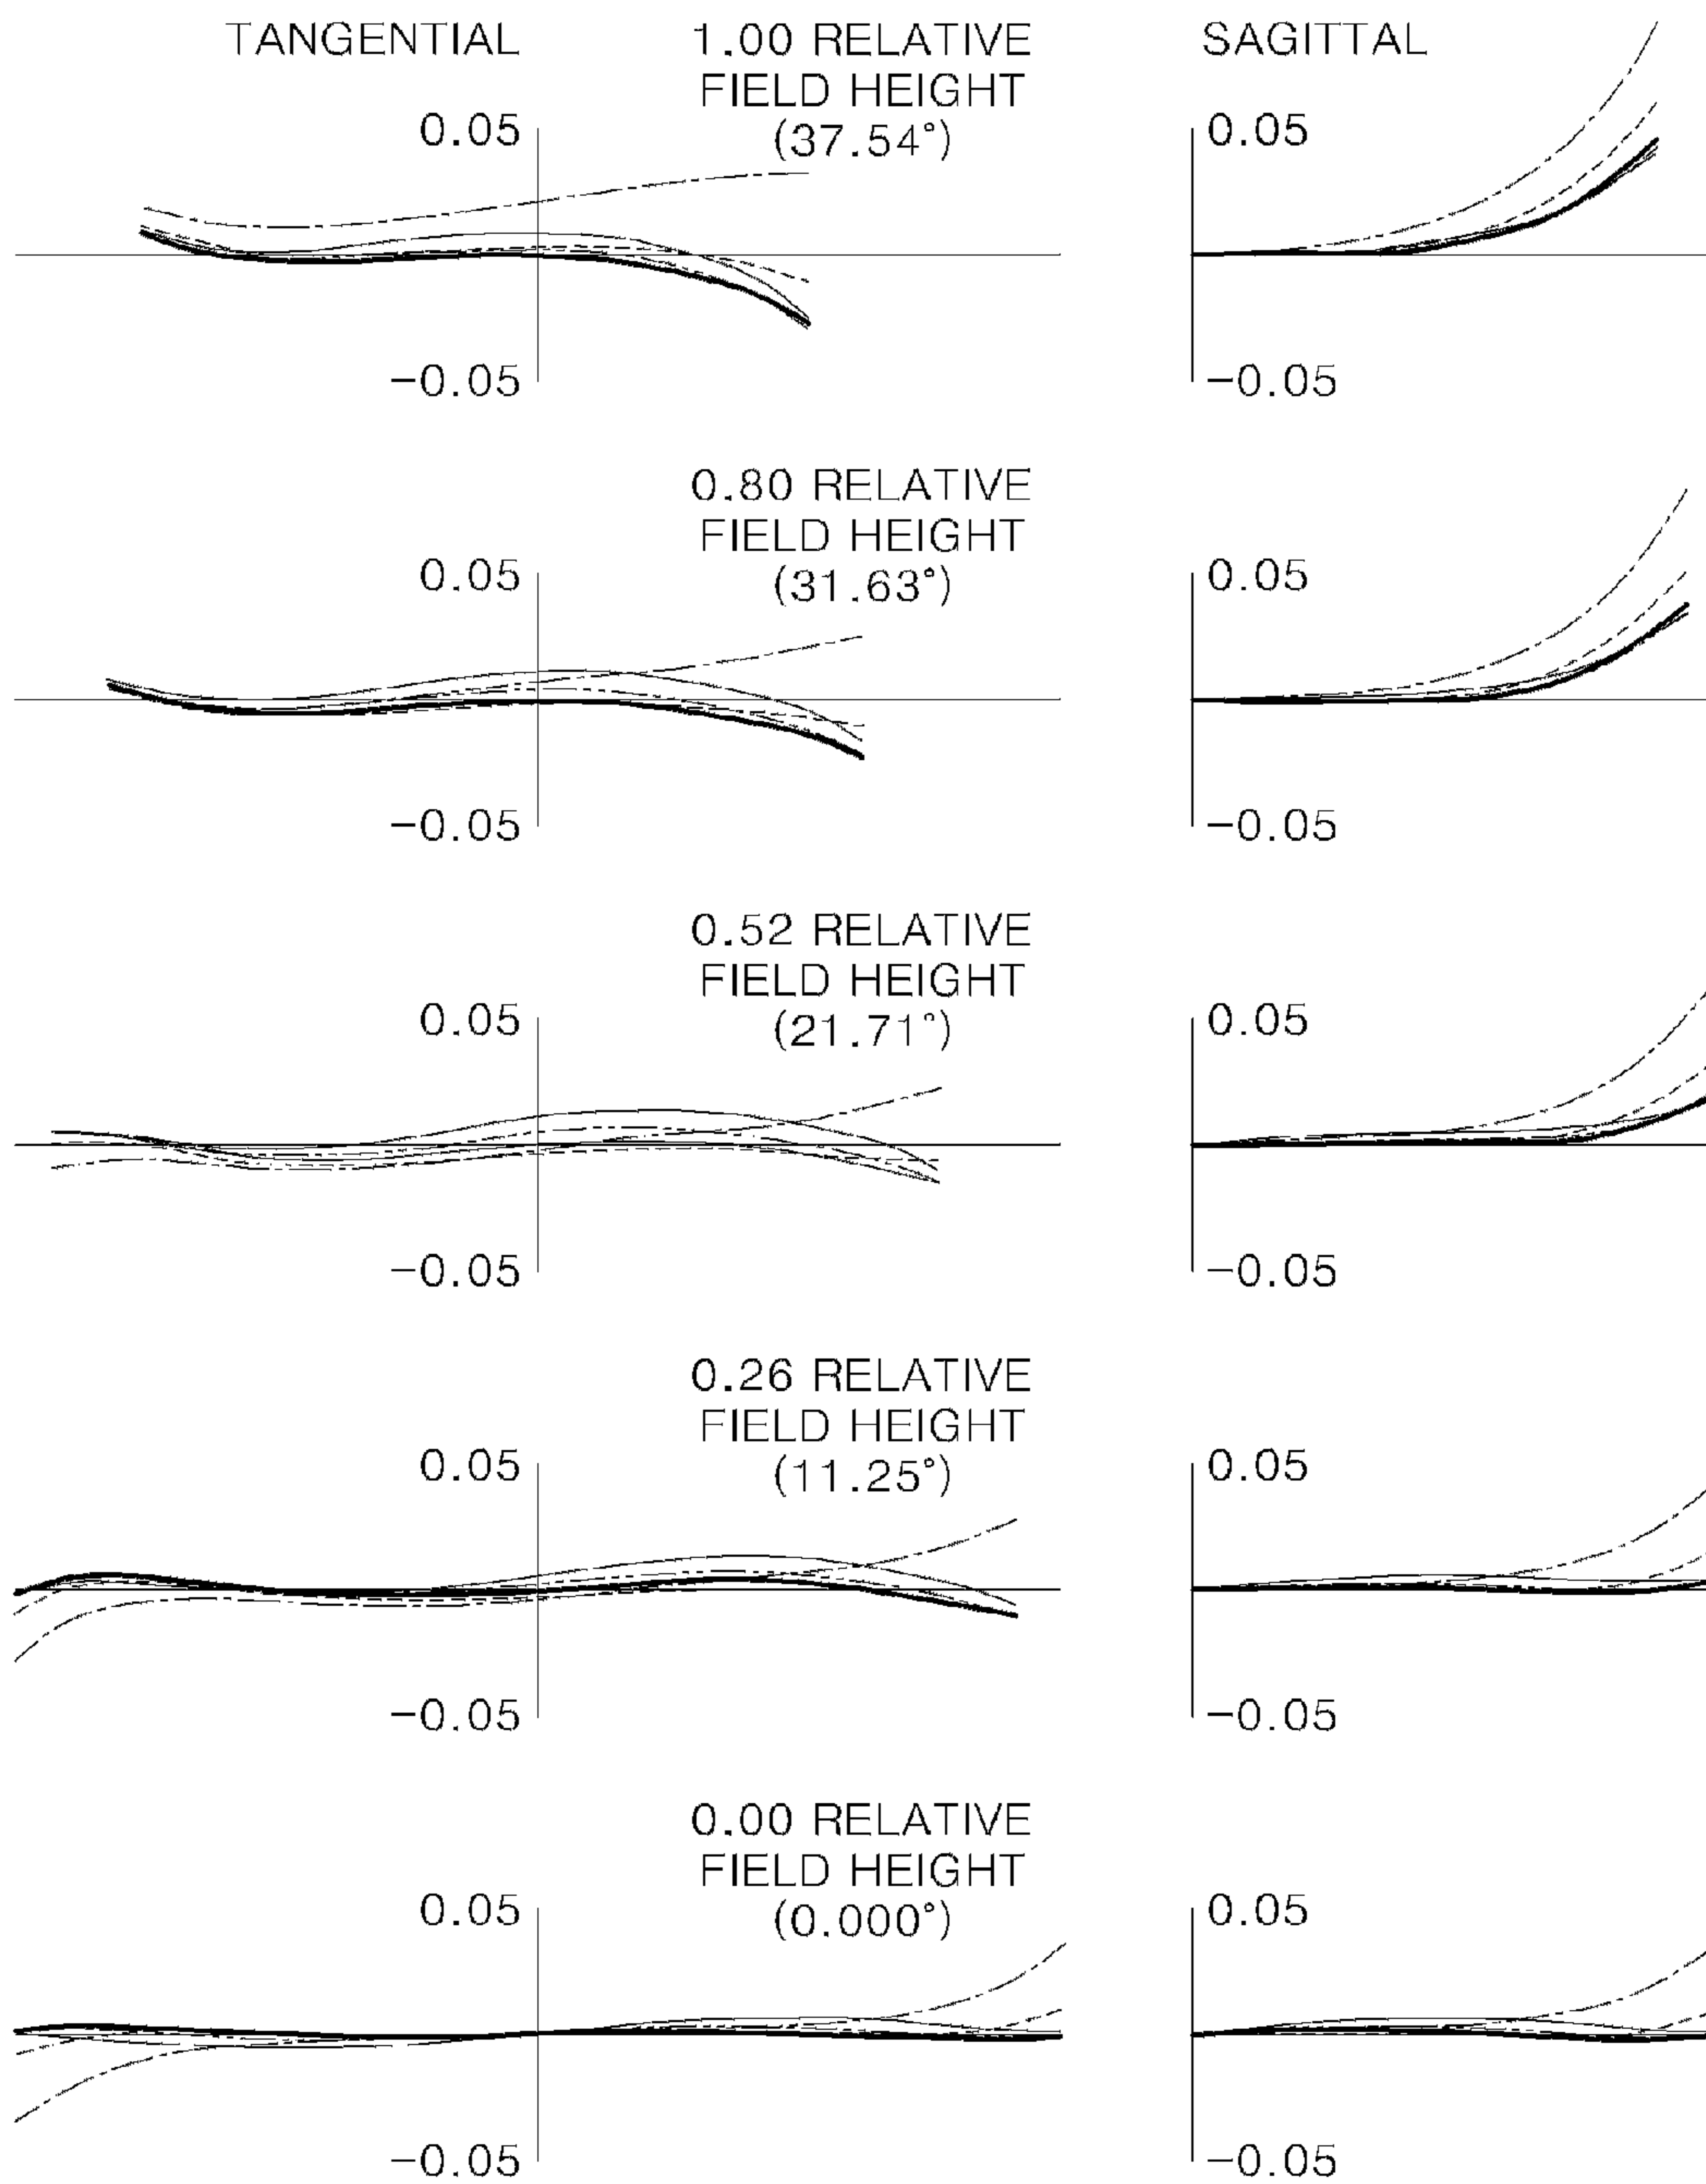 TANGENTIAL
1.00 RELATIVE
FIELD HEIGHT
(37.54°)
SAGITTAL
0.05
-0.05
0.05
-0.05
0.80 RELATIVE
FIELD HEIGHT
(31.63°)
0.05
-0.05
0.05
-0.05
0.52 RELATIVE
FIELD HEIGHT
(21.71°)
0.05
-0.05
0.05
-0.05
0.26 RELATIVE
FIELD HEIGHT
(11.25°)
0.05
-0.05
0.05
-0.05
0.00 RELATIVE
FIELD HEIGHT
(0.000°)
0.05
-0.05
0.05
-0.05